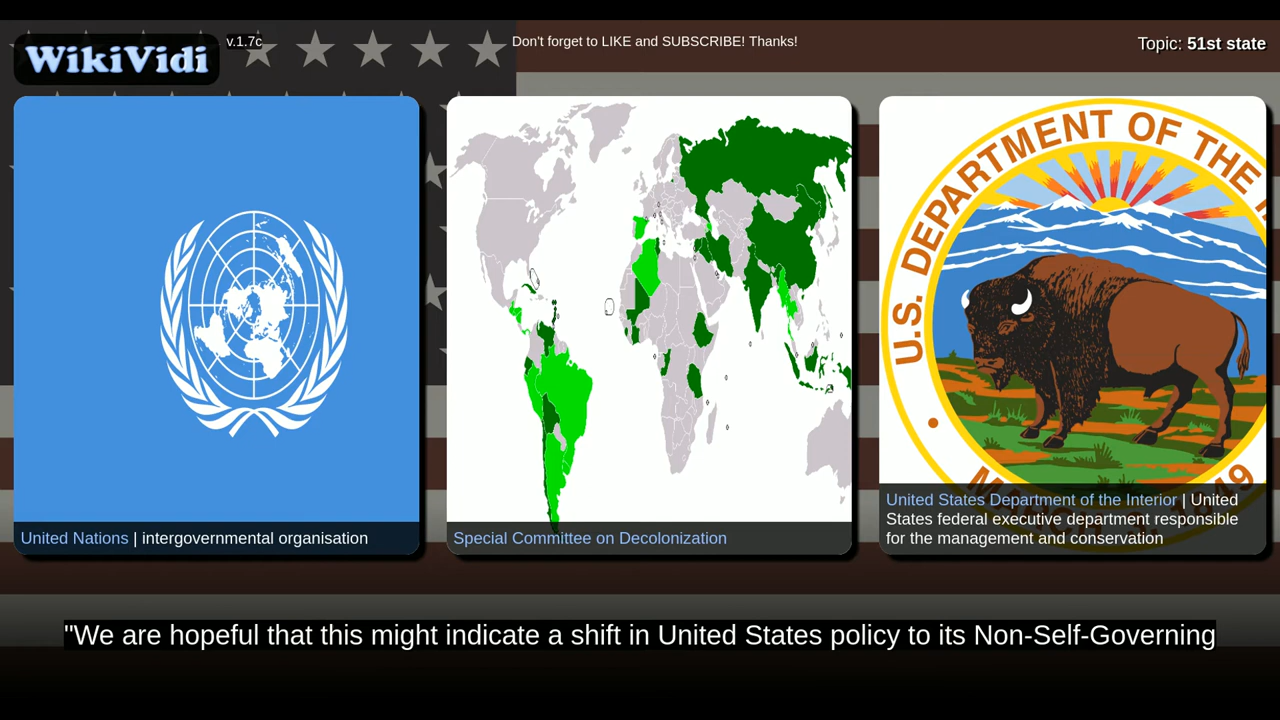 WikiVidi
v.1.7c
Don't forget to LIKE and SUBSCRIBE! Thanks!
Topic: 51st state
U.S. DEPARTMENT OF THE
United Nations | intergovernmental organisation
Special Committee on Decolonization
United States Department of the Interior | United
States federal executive department responsible
for the management and conservation
"We are hopeful that this might indicate a shift in United States policy to its Non-Self-Governing